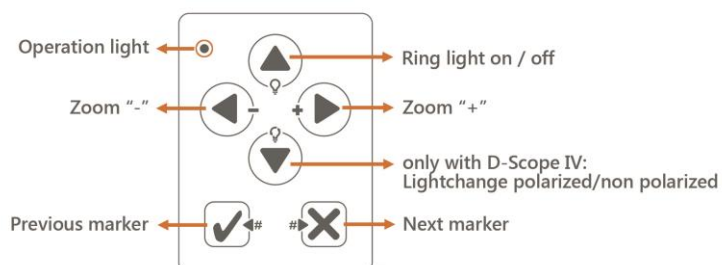 Operation light
Ring light on / off
Zoom "-"
-
+
Zoom "+"
only with D-Scope IV:
Lightchange polarized/non polarized
Previous marker
#
#
Next marker